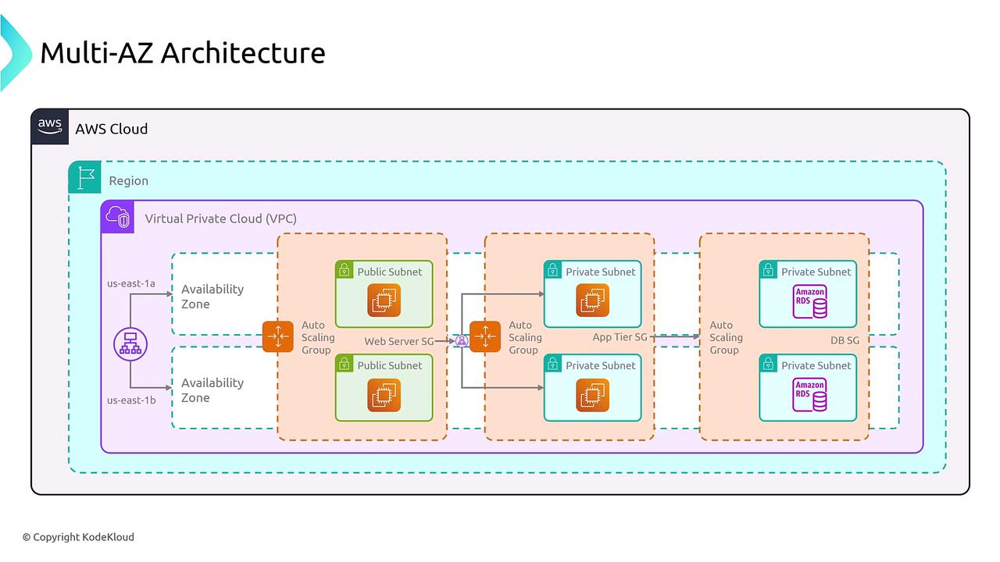 Multi-AZ Architecture
aws
AWS Cloud
Region
Virtual Private Cloud (VPC)
us-east-1a
us-east-1b
Availability
Zone
Availability
Zone
Auto
Scaling
Group
Public Subnet
Web Server SG
Public Subnet
Auto
Scaling
Group
Private Subnet
App Tier SG
Private Subnet
Auto
Scaling
Group
Private Subnet
Amazon
RDS
DB SG
Private Subnet
Amazon
RDS
© Copyright KodeKloud